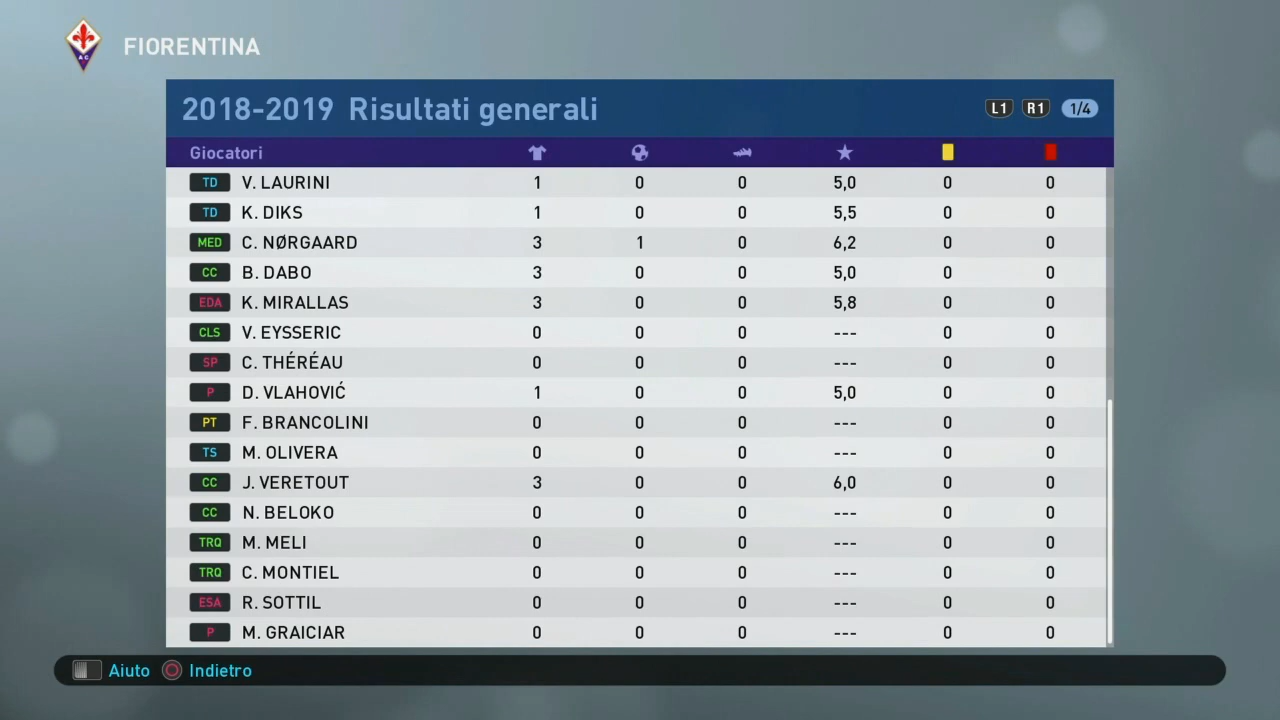 FIORENTINA
2018-2019 Risultati generali L1 R1 1/4
Giocatori
TD V. LAURINI 1 0 0 5,0 0 0
TD K. DIKS 1 0 0 5,5 0 0
MED C. NØRGAARD 3 1 0 6,2 0 0
CC B. DABO 3 0 0 5,0 0 0
EDA K. MIRALLAS 3 0 0 5,8 0 0
CLS V. EYSSERIC 0 0 0 --- 0 0
SP C. THÉRÉAU 0 0 0 --- 0 0
P D. VLAHOVIĆ 1 0 0 5,0 0 0
PT F. BRANCOLINI 0 0 0 --- 0 0
TS M. OLIVERA 0 0 0 --- 0 0
CC J. VERETOUT 3 0 0 6,0 0 0
CC N. BELOKO 0 0 0 --- 0 0
TRQ M. MELI 0 0 0 --- 0 0
TRQ C. MONTIEL 0 0 0 --- 0 0
ESA R. SOTTIL 0 0 0 --- 0 0
P M. GRAICIAR 0 0 0 --- 0 0
Aiuto Indietro